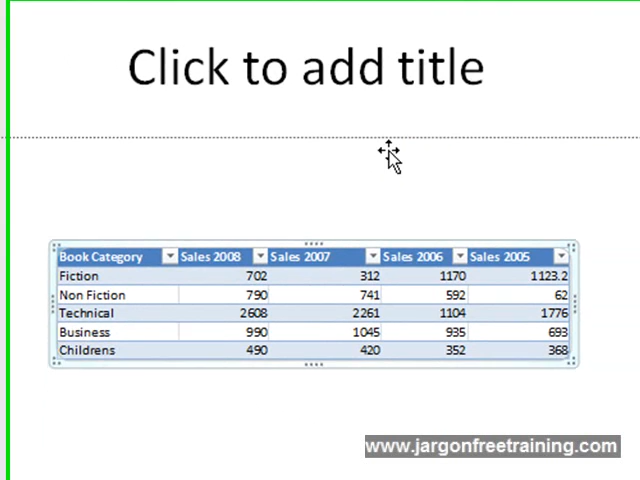 Click to add title
Book Category Sales 2008 Sales 2007 Sales 2006 Sales 2005
Fiction 702 312 1170 1123.2
Non Fiction 790 741 592 62
Technical 2608 2261 1104 1776
Business 990 1045 935 693
Childrens 490 420 352 368
www.jargonfreetraining.com